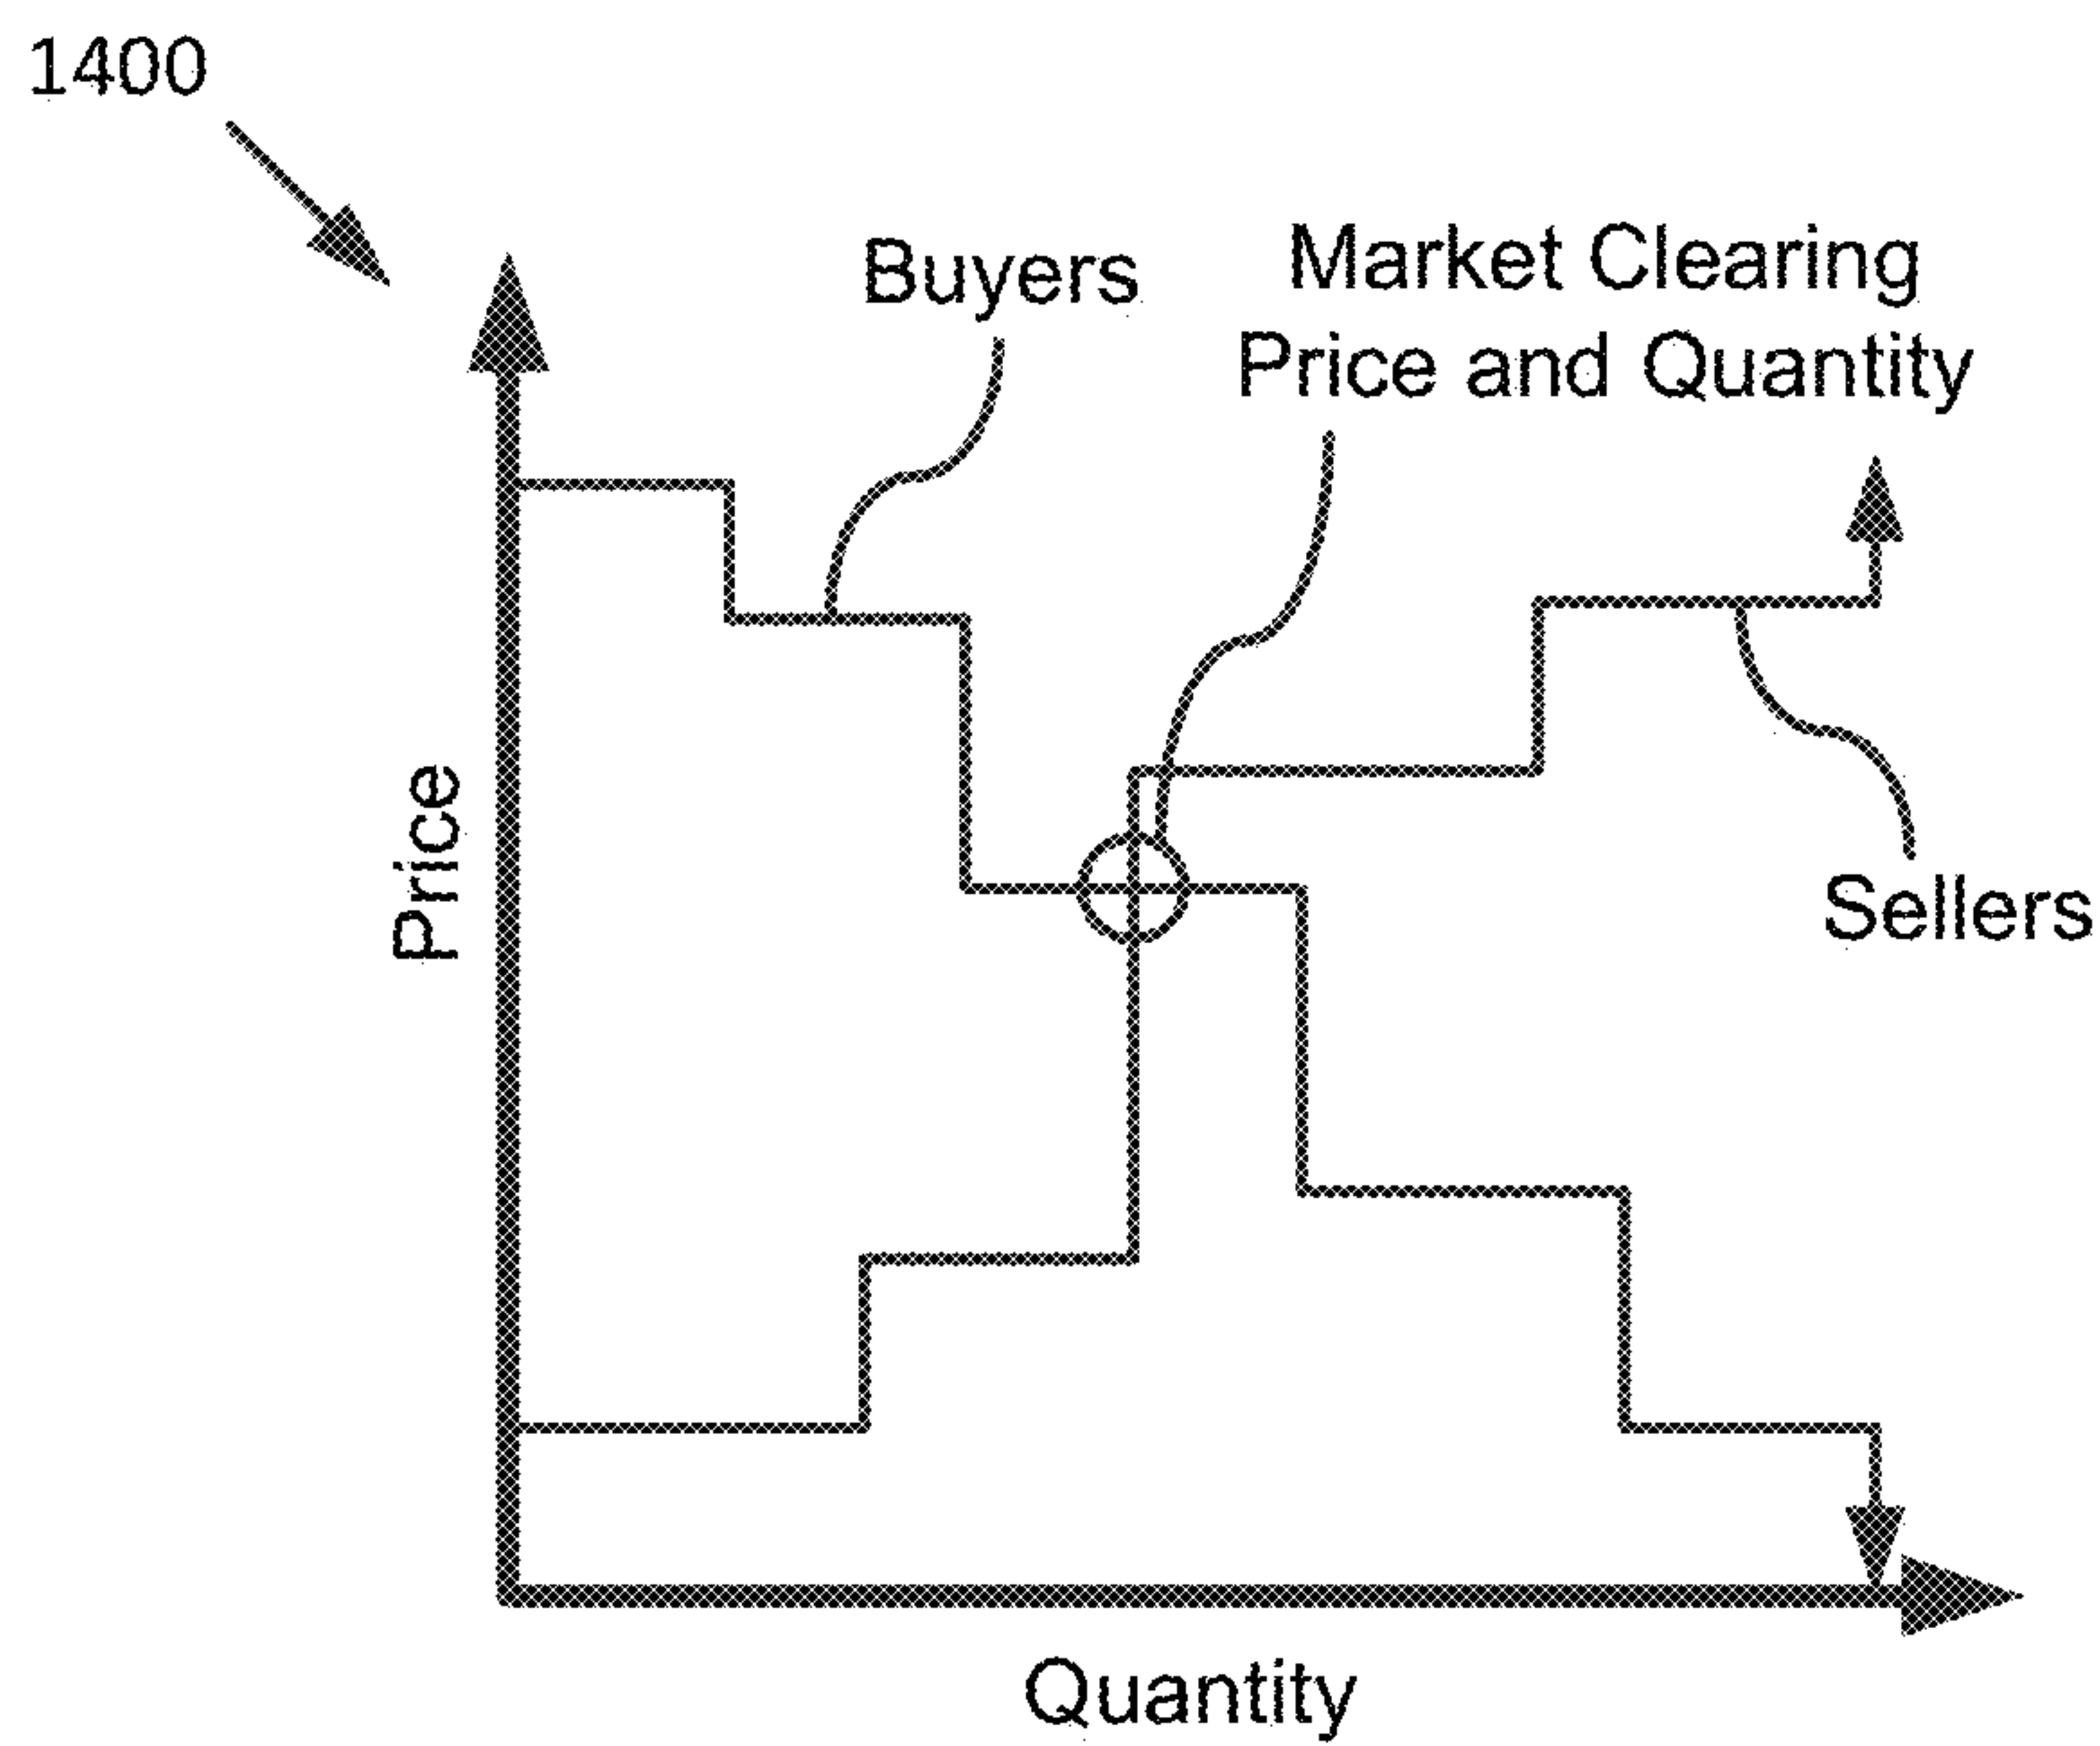 1400
Buyers
Market Clearing
Price and Quantity
Price
Sellers
Quantity